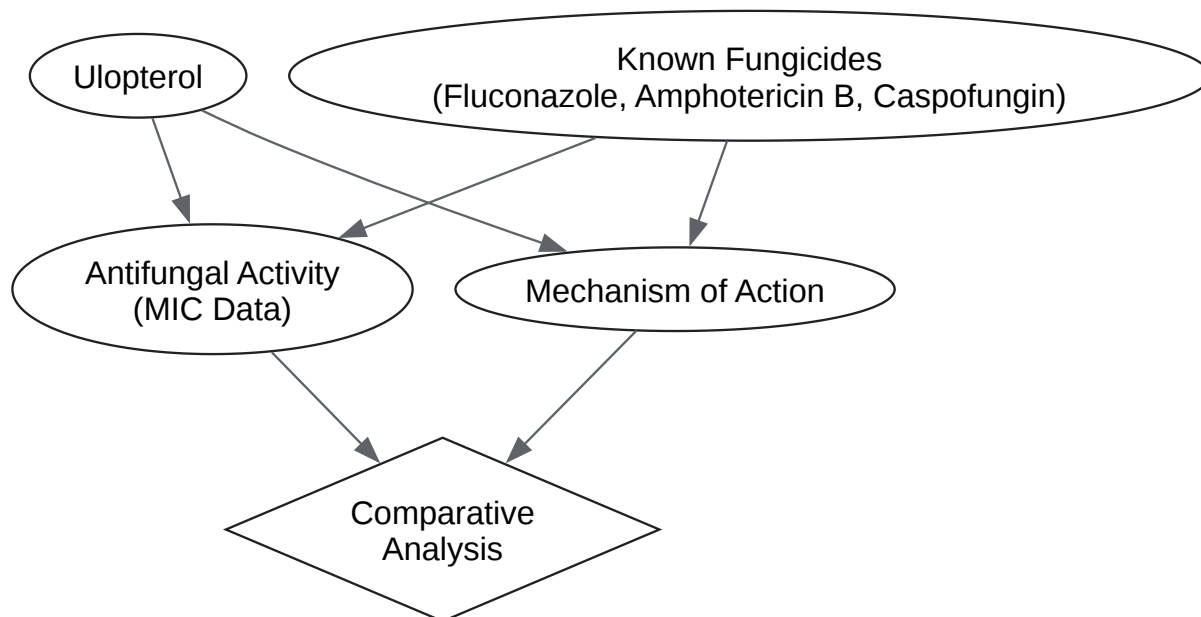 Ulopterol
Known Fungicides
(Fluconazole, Amphotericin B, Caspofungin)
Antifungal Activity
(MIC Data)
Mechanism of Action
Comparative
Analysis